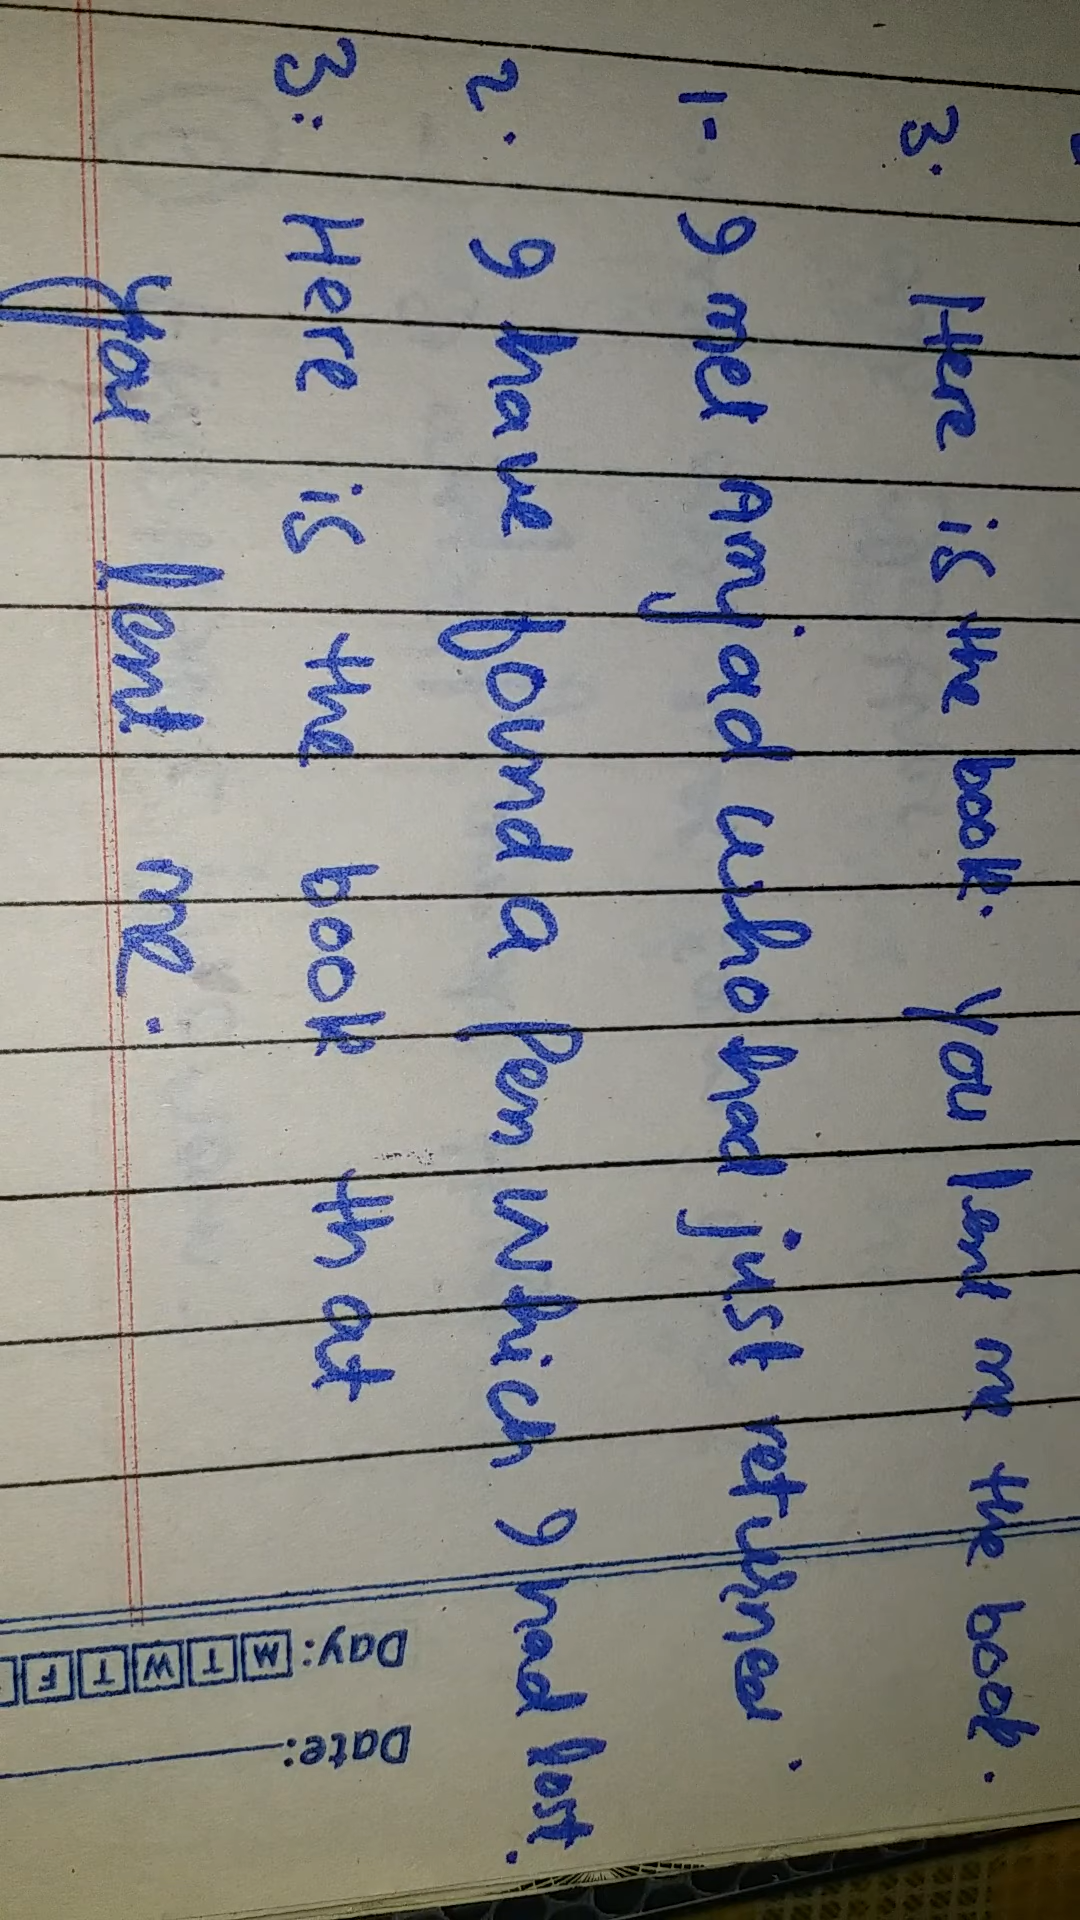 3. Here is the book. you lent me the book.
1- I met Amjad who had just returned.
2. I have found a pen which I had lost.
3: Here is the book that
you lent me.
Day: M T W T F
Date: